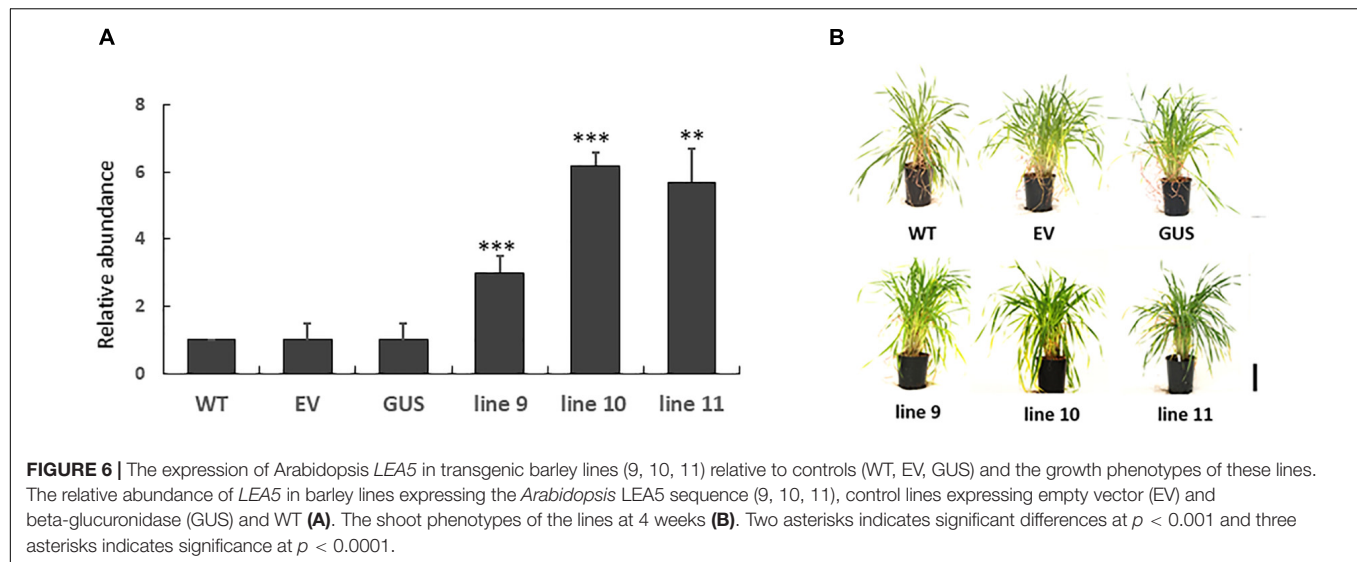 A
B
Relative abundance
8
6
4
2
0
***
***
**
WT EV GUS line 9 line 10 line 11
WT EV GUS
line 9 line 10 line 11
FIGURE 6 | The expression of Arabidopsis LEA5 in transgenic barley lines (9, 10, 11) relative to controls (WT, EV, GUS) and the growth phenotypes of these lines.
The relative abundance of LEA5 in barley lines expressing the Arabidopsis LEA5 sequence (9, 10, 11), control lines expressing empty vector (EV) and
beta-glucuronidase (GUS) and WT (A). The shoot phenotypes of the lines at 4 weeks (B). Two asterisks indicates significant differences at p < 0.001 and three
asterisks indicates significance at p < 0.0001.